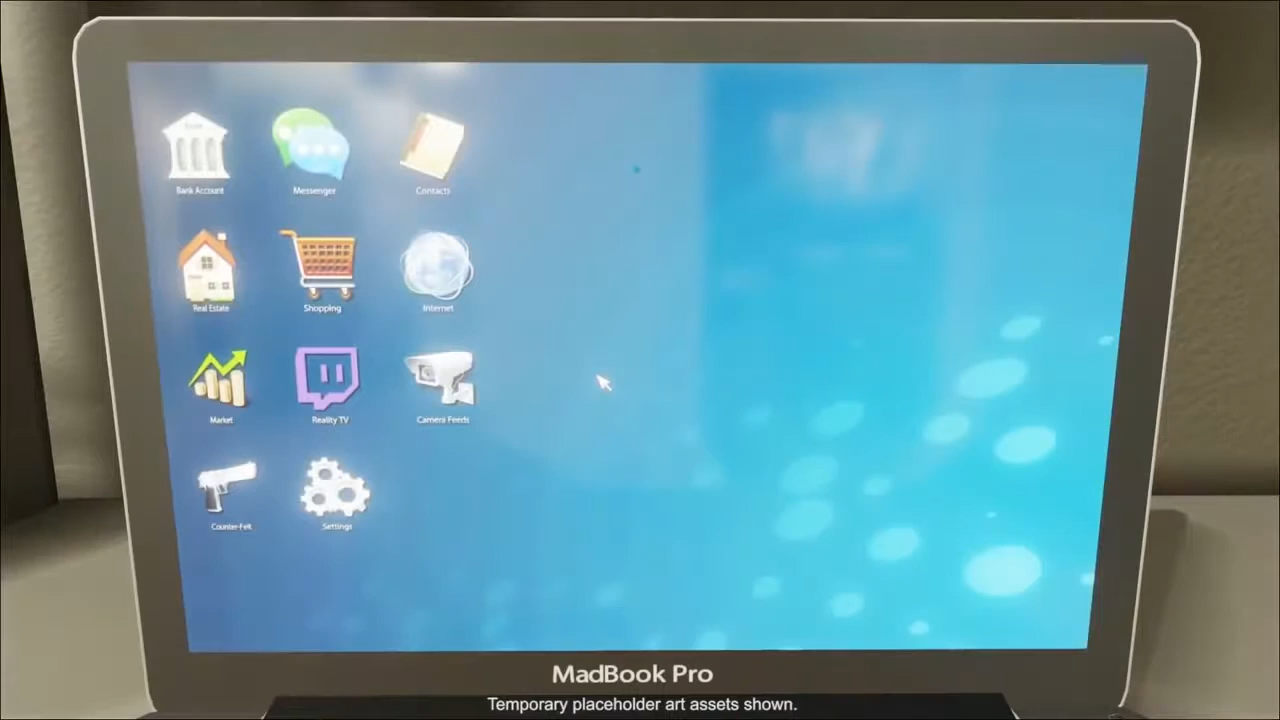 Bank Account
Messenger
Contacts
Real Estate
Shopping
Internet
Market
Reality TV
Camera Feeds
Counter-Felt
Settings
MadBook Pro
Temporary placeholder art assets shown.